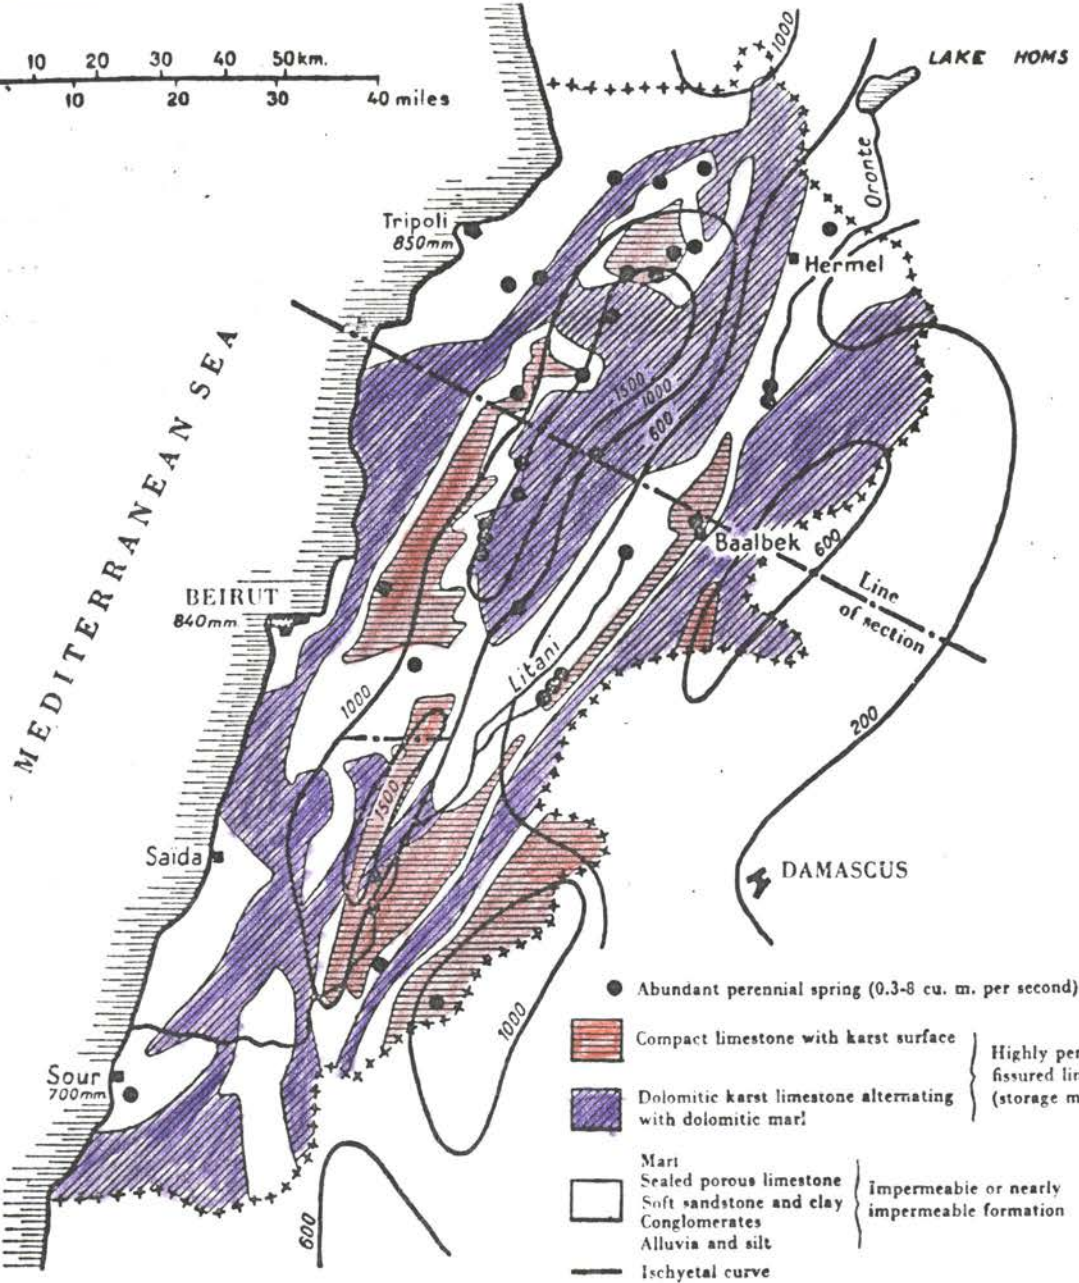 10 20 30 40 50 km.
10 20 30 40 miles
1000
LAKE HOMS
Oronte
Tripoli
850mm
Hermel
MEDITERRANEAN SEA
1500
1000
600
Baalbek
600
Line
of section
BEIRUT
840mm
Litani
1000
200
1500
Saïda
DAMASCUS
1000
Sour
700mm
600
Abundant perennial spring (0.3-8 cu. m. per second)
Compact limestone with karst surface
Dolomitic karst limestone alternating
with dolomitic marl
Highly per
fissured lin
(storage m
Marl
Sealed porous limestone
Soft sandstone and clay
Conglomerates
Alluvia and silt
Impermeable or nearly
impermeable formation
Ischyetal curve